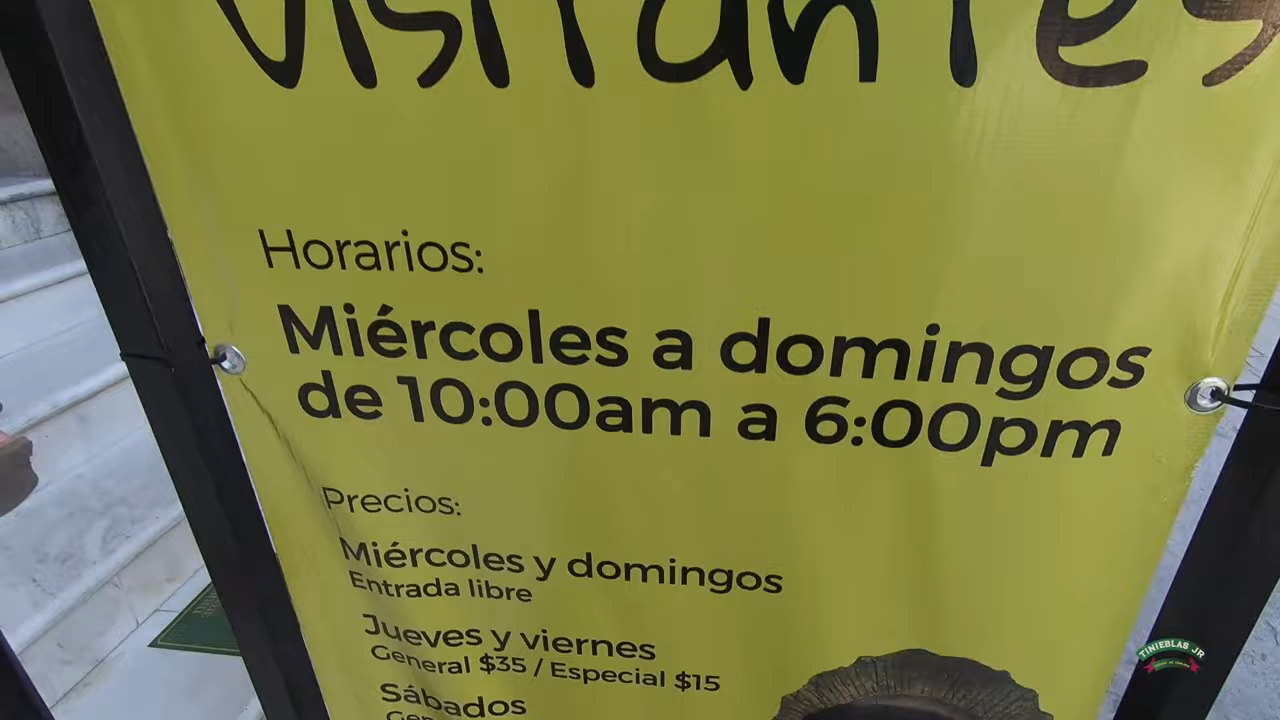 Visitantes
Horarios:
Miércoles a domingos
de 10:00am a 6:00pm
Precios:
Miércoles y domingos
Entrada libre
Jueves y viernes
General $35 / Especial $15
Sábados
TINIEBLAS JR